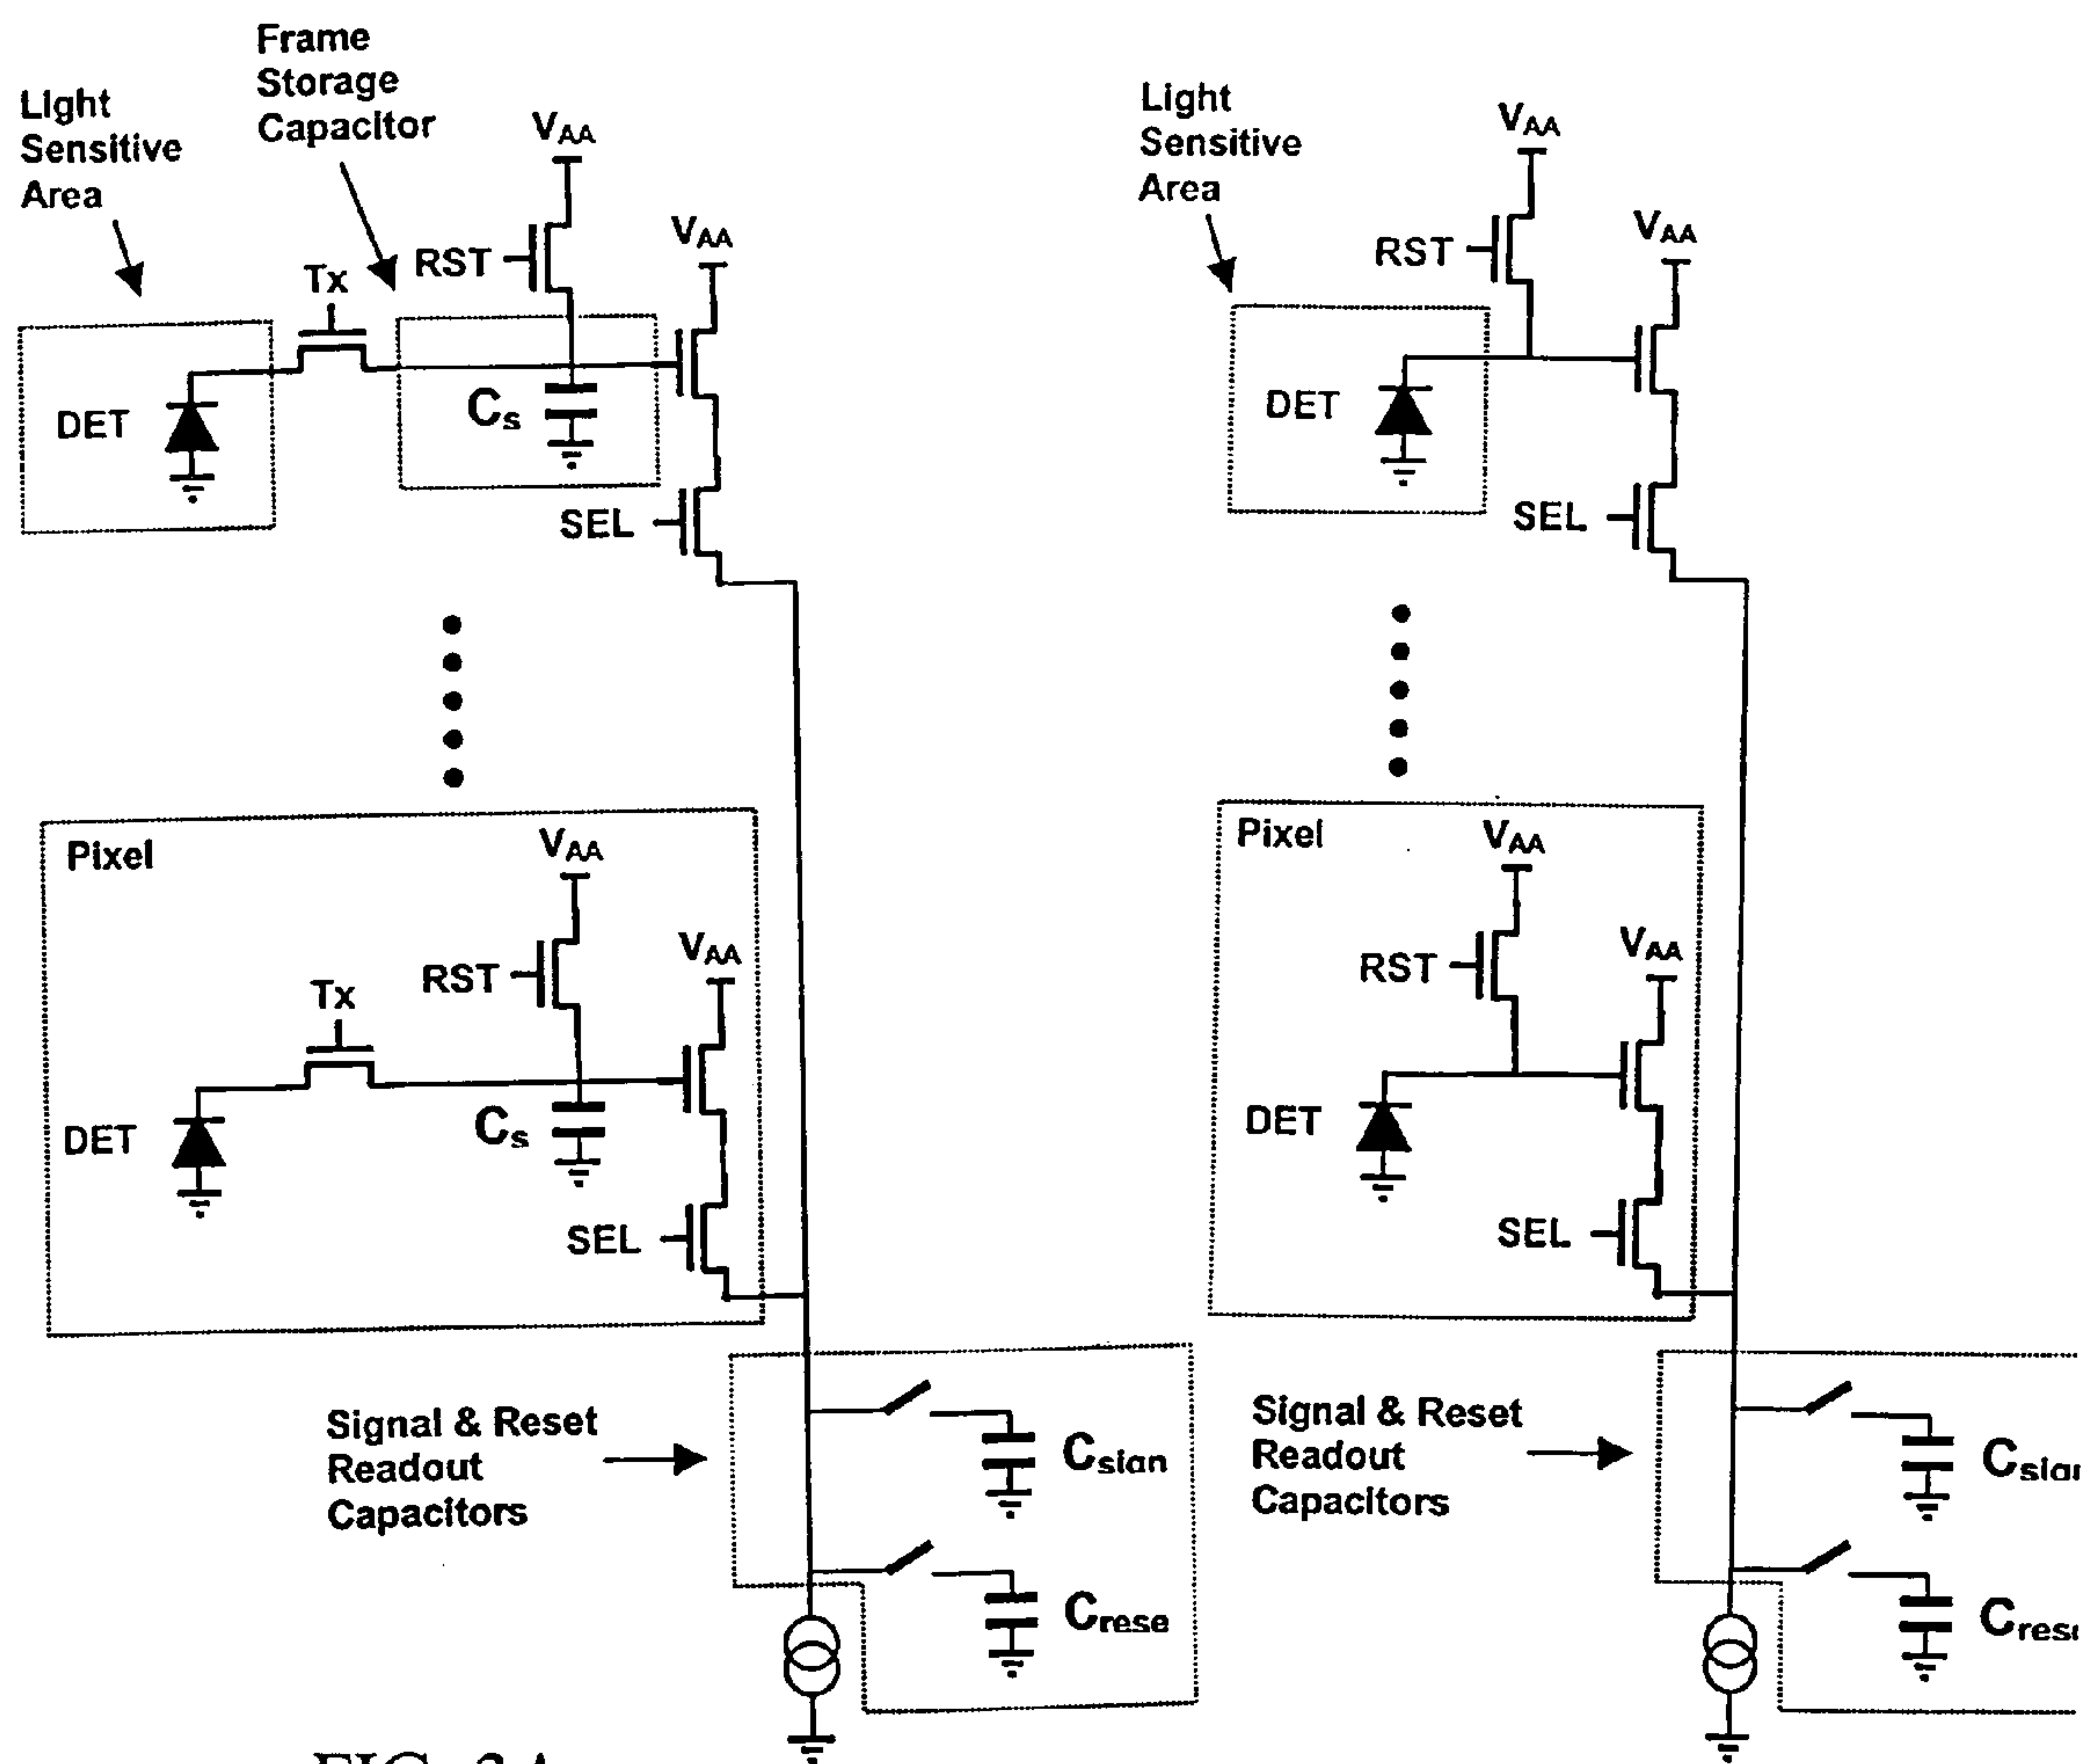 Frame
Storage
Capacitor
Light
Sensitive
Area
VAA
VAA
RST
Tx
DET
Cs
SEL
Pixel
VAA
VAA
RST
Tx
DET
Cs
SEL
Signal & Reset
Readout
Capacitors
Csign
Crese
Light
Sensitive
Area
VAA
VAA
RST
DET
SEL
Pixel
VAA
VAA
RST
DET
SEL
Signal & Reset
Readout
Capacitors